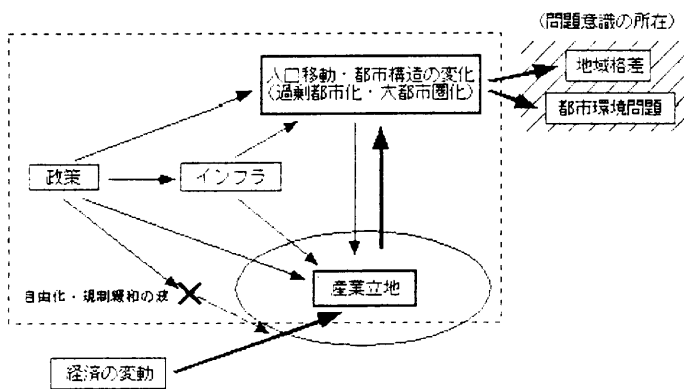 (問題意識の所在)
人口移動・都市構造の変化
(過剰都市化・大都市圏化)
地域格差
都市環境問題
政策
インフラ
産業立地
自由化・規制緩和の波
経済の変動